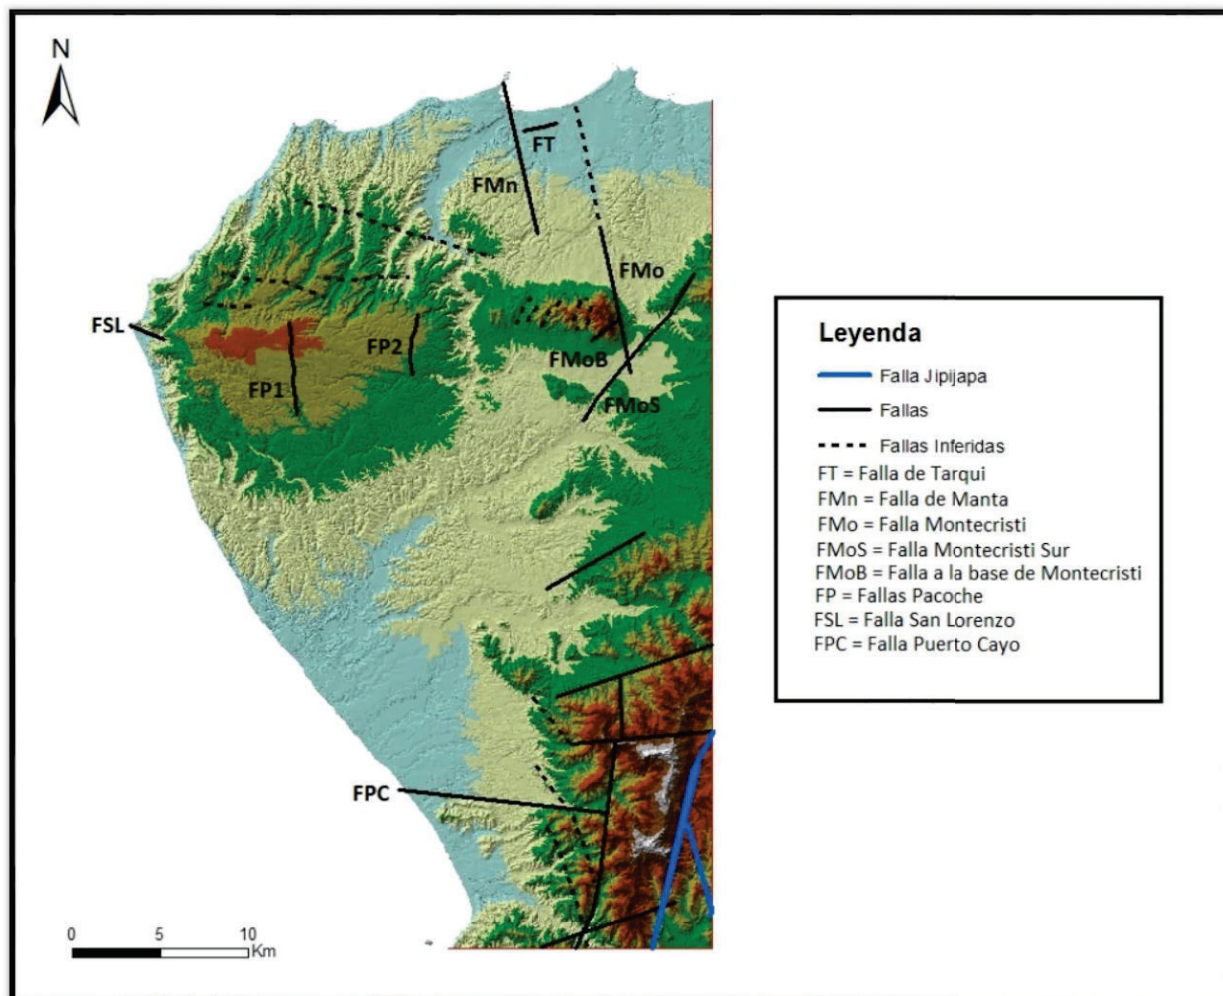 N
FT
FMn
FMo
FSL
FP2
FMoB
FP1
FMoS
FPC
0 5 10
Km
Leyenda
Falla Jipijapa
Fallas
Fallas Inferidas
FT = Falla de Tarqui
FMn = Falla de Manta
FMo = Falla Montecristi
FMoS = Falla Montecristi Sur
FMoB = Falla a la base de Montecristi
FP = Fallas Pacoche
FSL = Falla San Lorenzo
FPC = Falla Puerto Cayo